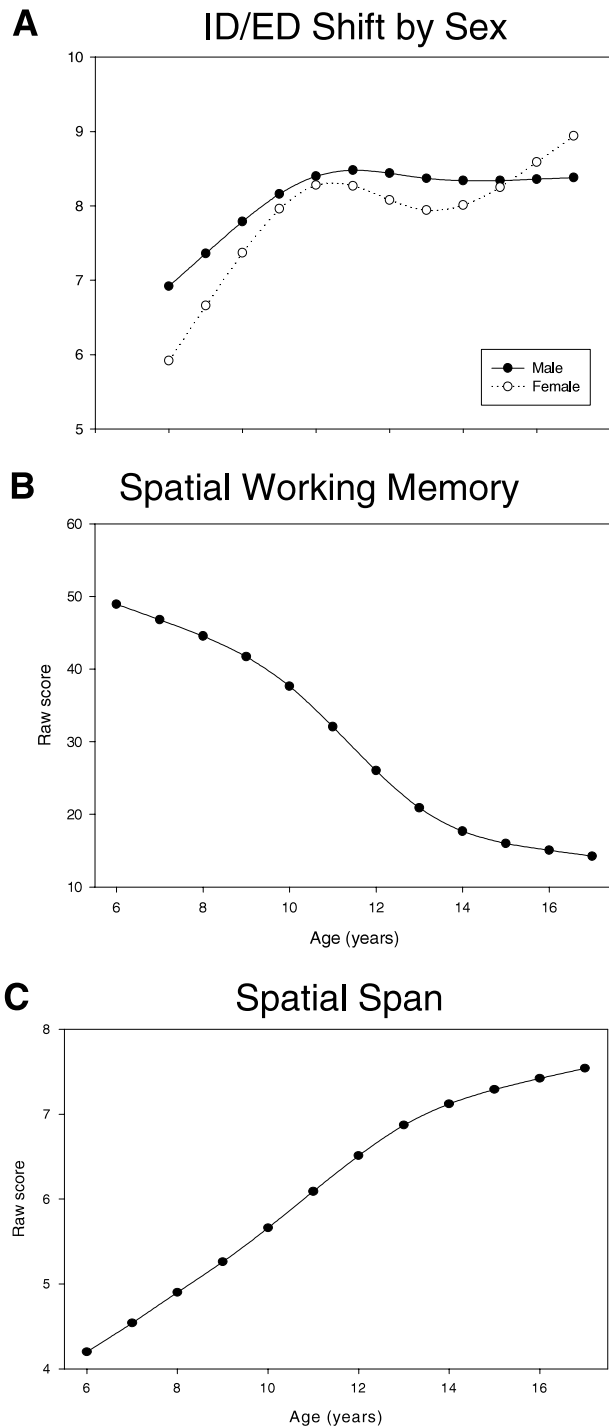 A
ID/ED Shift by Sex
10
9
8
7
6
5
Male
Female
B
Spatial Working Memory
60
50
40
30
20
10
Raw score
6 8 10 12 14 16
Age (years)
C
Spatial Span
8
7
6
5
4
Raw score
6 8 10 12 14 16
Age (years)